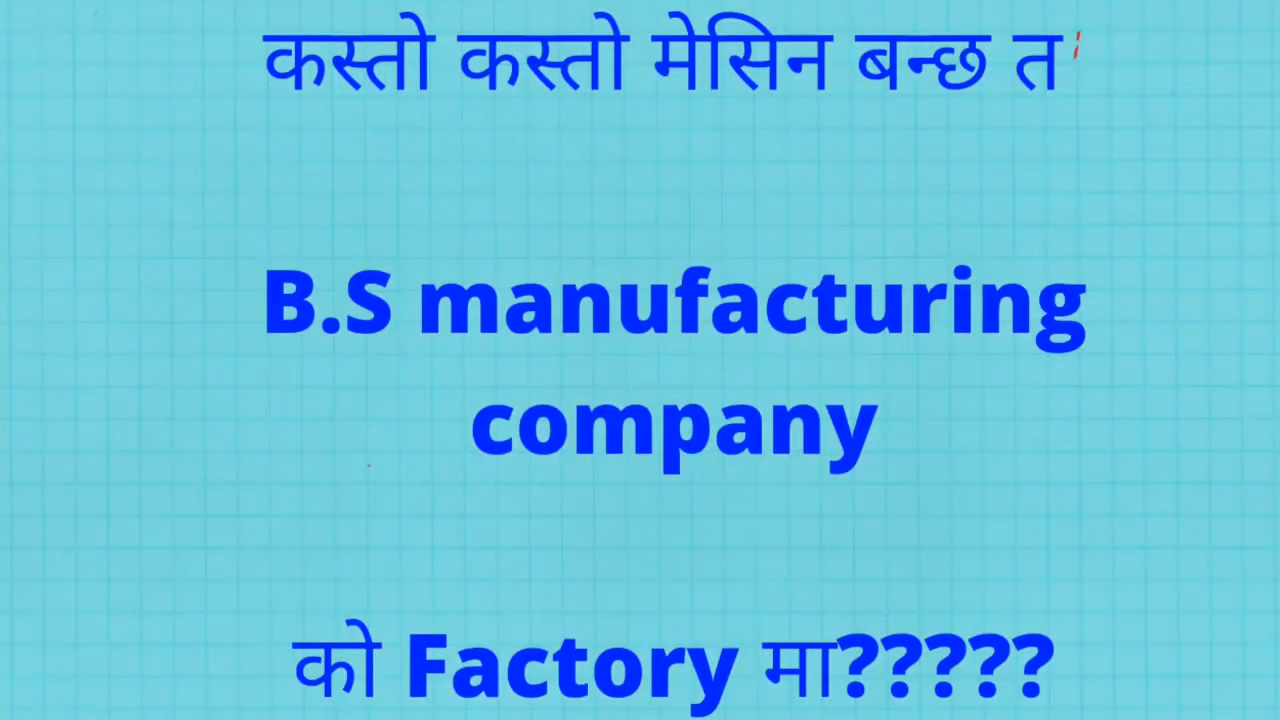 कस्तो कस्तो मेसिन बन्छ त
B.S manufacturing
company
को Factory मा?????